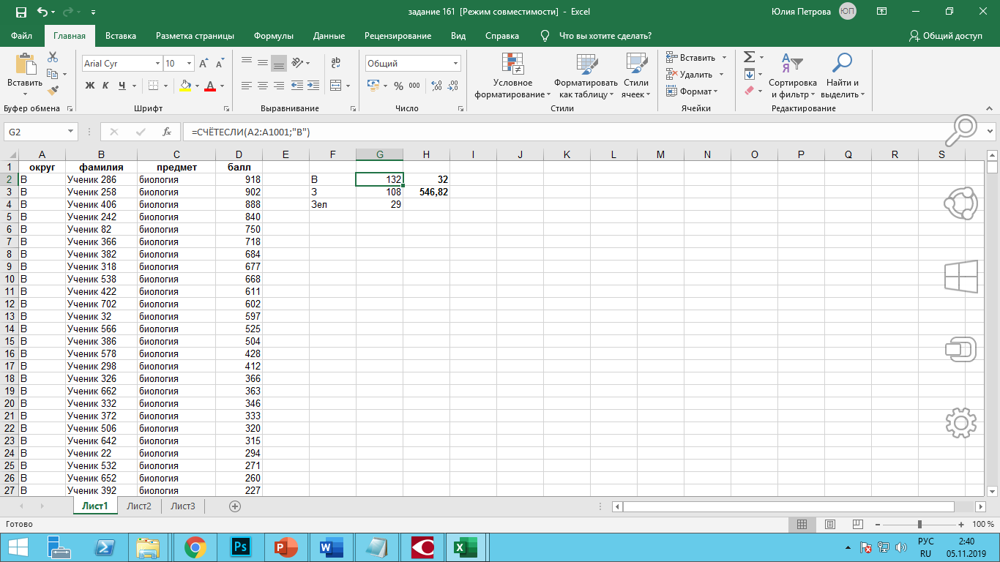 задание 161 [Режим совместимости] - Excel
Юлия Петрова ЮП
Файл Главная Вставка Разметка страницы Формулы Данные Рецензирование Вид Справка Что вы хотите сделать? Общий доступ
Вставить
Буфер обмена
Arial Cyr 10
Ж К Ч
Шрифт
ab
Выравнивание
Общий
% 000
Число
Условное форматирование
Форматировать как таблицу
Стили ячеек
Стили
Вставить
Удалить
Формат
Ячейки
Сортировка и фильтр
Найти и выделить
Редактирование
G2 fx =СЧЁТЕСЛИ(A2:A1001;"В")
A B C D E F G H I J K L M N O P Q R S
1 округ фамилия предмет балл
2 В Ученик 286 биология 918 В 132 32
3 В Ученик 258 биология 902 З 108 546,82
4 В Ученик 406 биология 888 Зел 29
5 В Ученик 242 биология 840
6 В Ученик 82 биология 750
7 В Ученик 366 биология 718
8 В Ученик 382 биология 684
9 В Ученик 318 биология 677
10 В Ученик 538 биология 668
11 В Ученик 422 биология 611
12 В Ученик 702 биология 602
13 В Ученик 32 биология 597
14 В Ученик 566 биология 525
15 В Ученик 386 биология 504
16 В Ученик 578 биология 428
17 В Ученик 298 биология 412
18 В Ученик 326 биология 366
19 В Ученик 662 биология 363
20 В Ученик 332 биология 346
21 В Ученик 372 биология 333
22 В Ученик 506 биология 320
23 В Ученик 642 биология 315
24 В Ученик 22 биология 294
25 В Ученик 532 биология 271
26 В Ученик 652 биология 260
27 В Ученик 392 биология 227
Лист1 Лист2 Лист3
Готово 100 %
Ps P W X
РУС 2:40
RU 05.11.2019